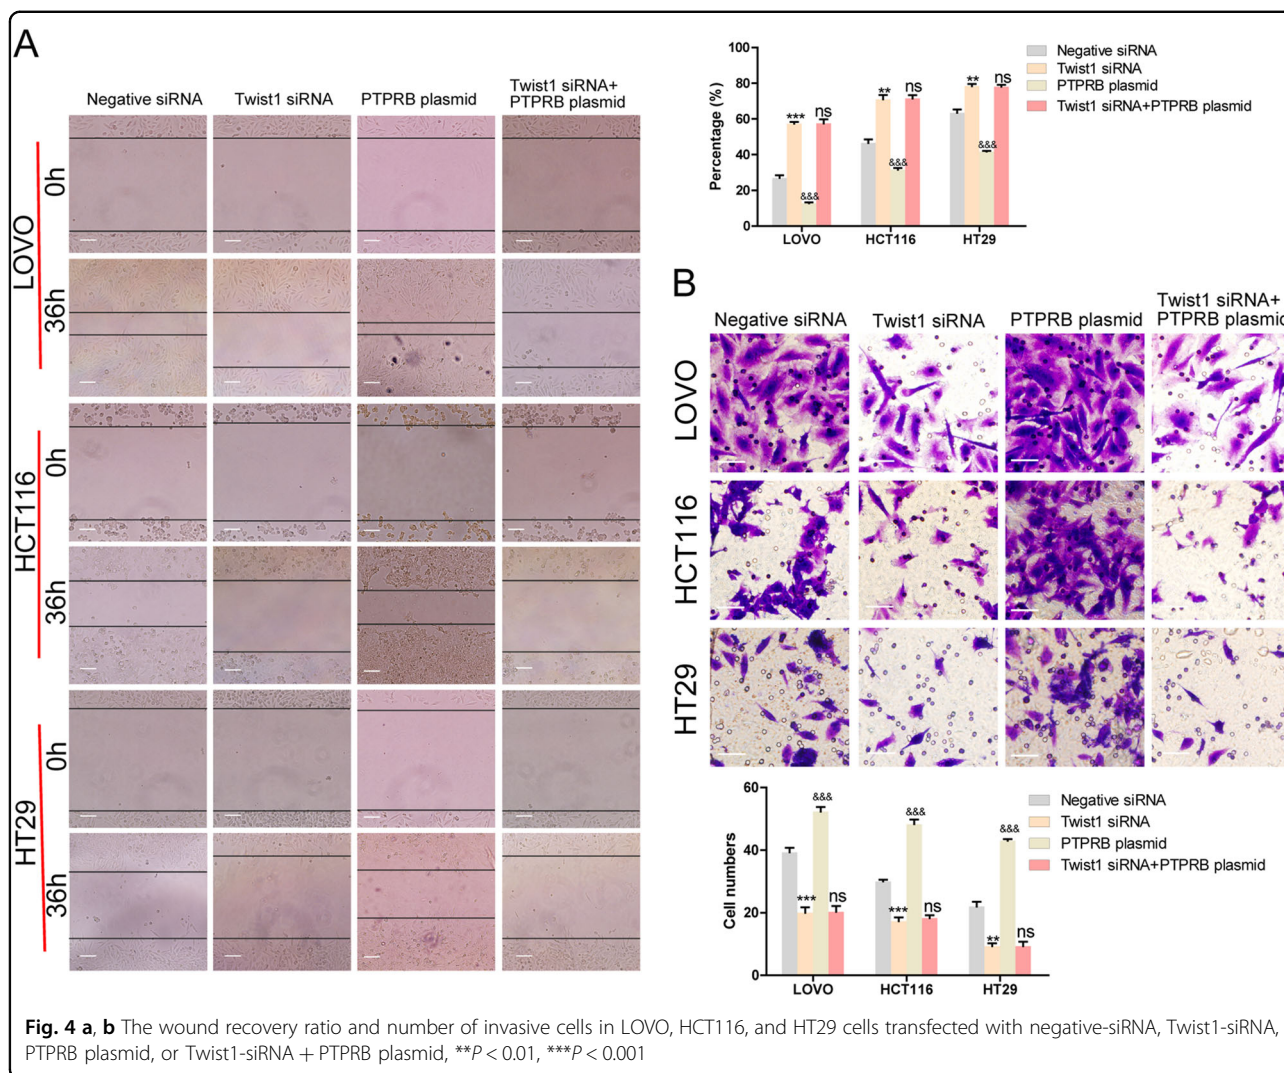 A
Negative siRNA
Twist1 siRNA
PTPRB plasmid
Twist1 siRNA+
PTPRB plasmid
LOVO
0h
36h
HCT116
0h
36h
HT29
0h
36h
Percentage (%)
100
80
60
40
20
0
***
&&&
ns
**
&&&
ns
**
&&&
ns
LOVO
HCT116
HT29
Negative siRNA
Twist1 siRNA
PTPRB plasmid
Twist1 siRNA+PTPRB plasmid
B
Negative siRNA
Twist1 siRNA
PTPRB plasmid
Twist1 siRNA+
PTPRB plasmid
LOVO
HCT116
HT29
Cell numbers
60
40
20
0
***
&&&
ns
***
&&&
ns
**
&&&
ns
LOVO
HCT116
HT29
Negative siRNA
Twist1 siRNA
PTPRB plasmid
Twist1 siRNA+PTPRB plasmid
Fig. 4 a, b The wound recovery ratio and number of invasive cells in LOVO, HCT116, and HT29 cells transfected with negative-siRNA, Twist1-siRNA,
PTPRB plasmid, or Twist1-siRNA + PTPRB plasmid, **P < 0.01, ***P < 0.001